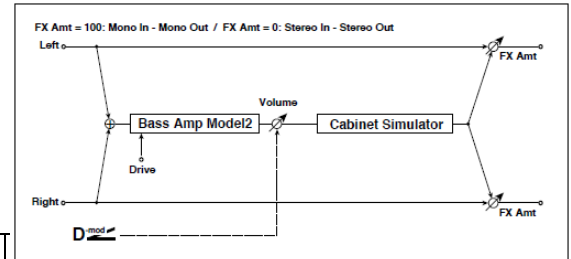 FX Amt = 100: Mono In - Mono Out / FX Amt = 0: Stereo In - Stereo Out
Left
FX Amt
Volume
Bass Amp Model2
Cabinet Simulator
Drive
Right
FX Amt
D-mod